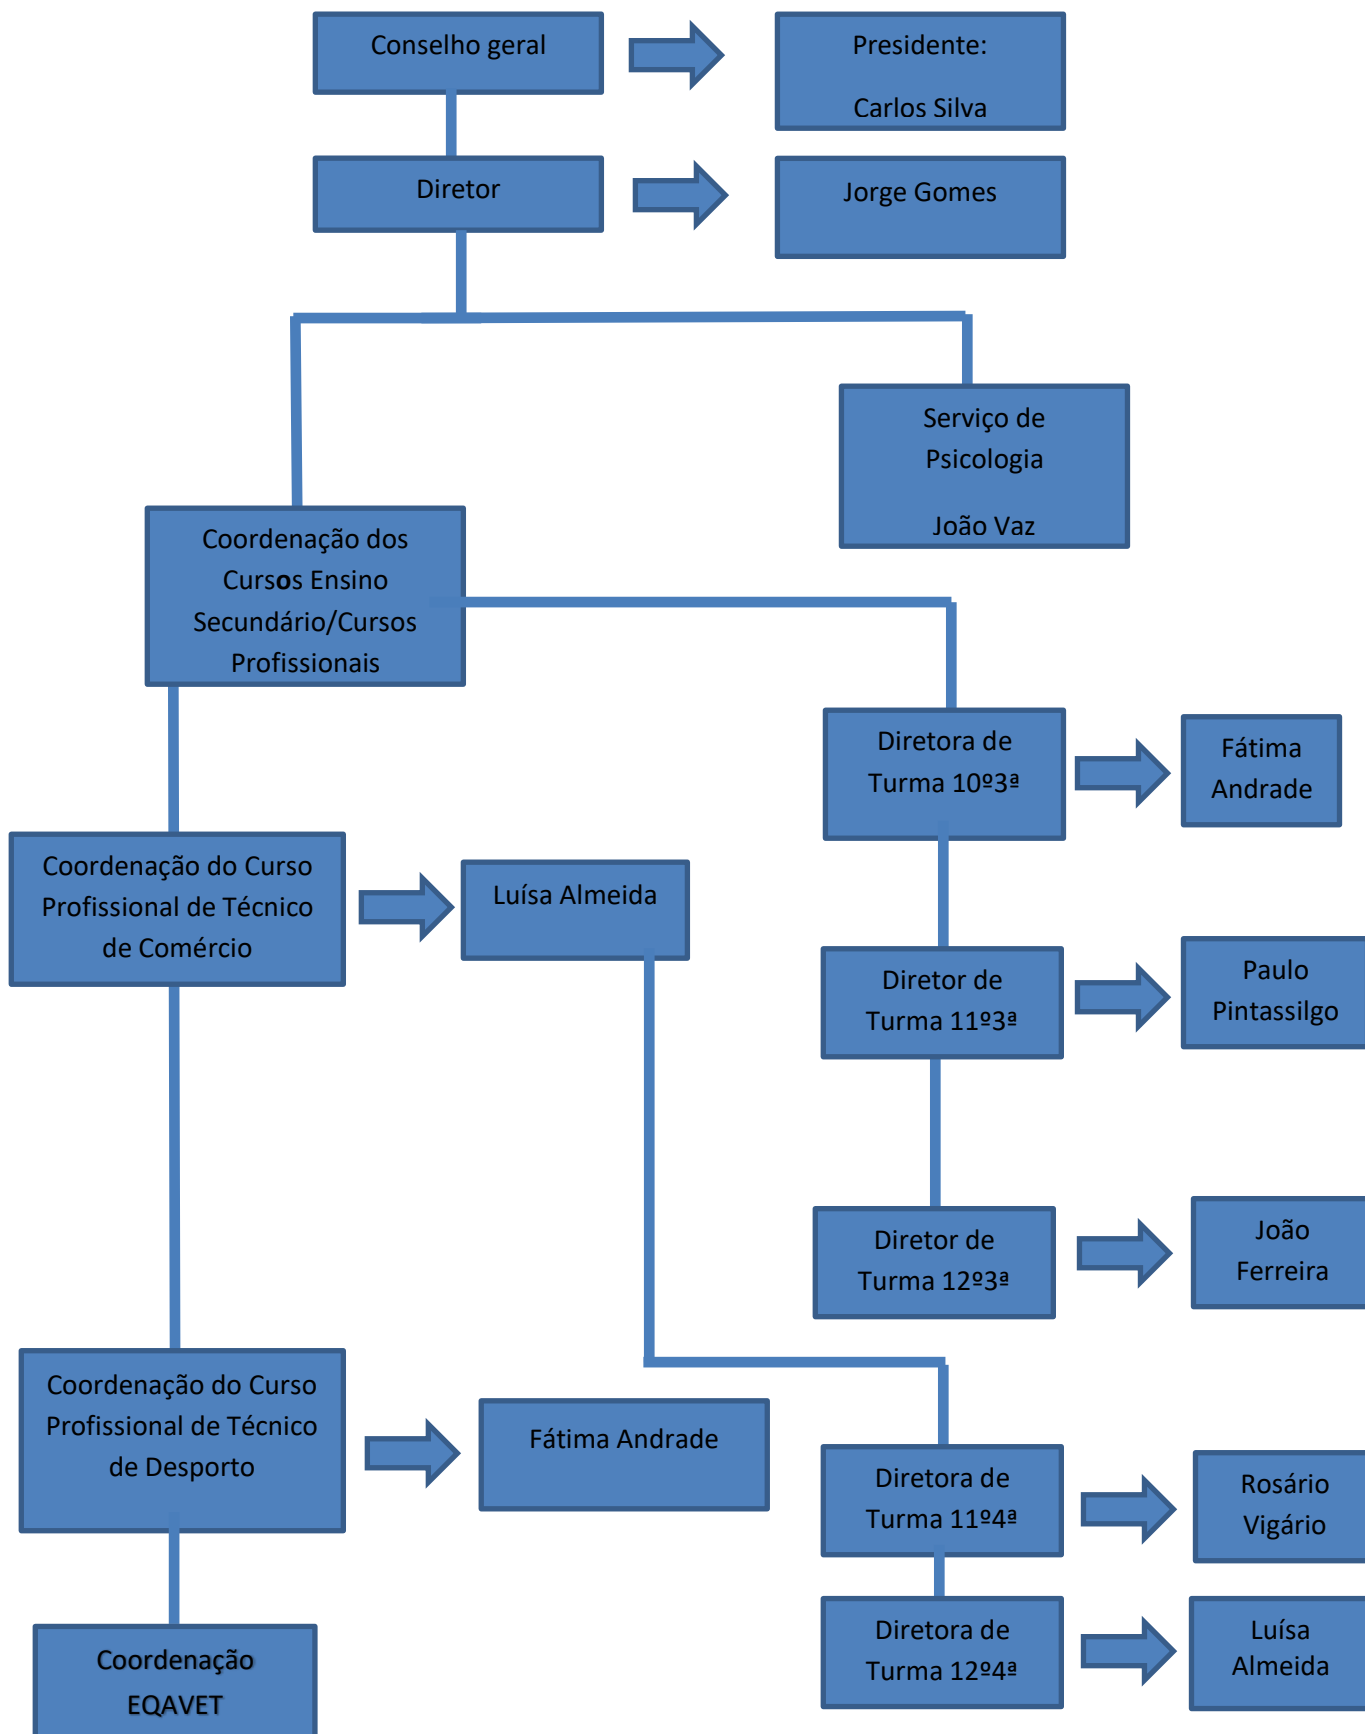 Conselho geral
Presidente:
Carlos Silva
Diretor
Jorge Gomes
Serviço de
Psicologia
João Vaz
Coordenação dos
Cursos Ensino
Secundário/Cursos
Profissionais
Diretora de
Turma 10º3ª
Fátima
Andrade
Coordenação do Curso
Profissional de Técnico
de Comércio
Luísa Almeida
Diretor de
Turma 11º3ª
Paulo
Pintassilgo
Diretor de
Turma 12º3ª
João
Ferreira
Coordenação do Curso
Profissional de Técnico
de Desporto
Fátima Andrade
Diretora de
Turma 11º4ª
Rosário
Vigário
Diretora de
Turma 12º4ª
Luísa
Almeida
Coordenação
EQAVET